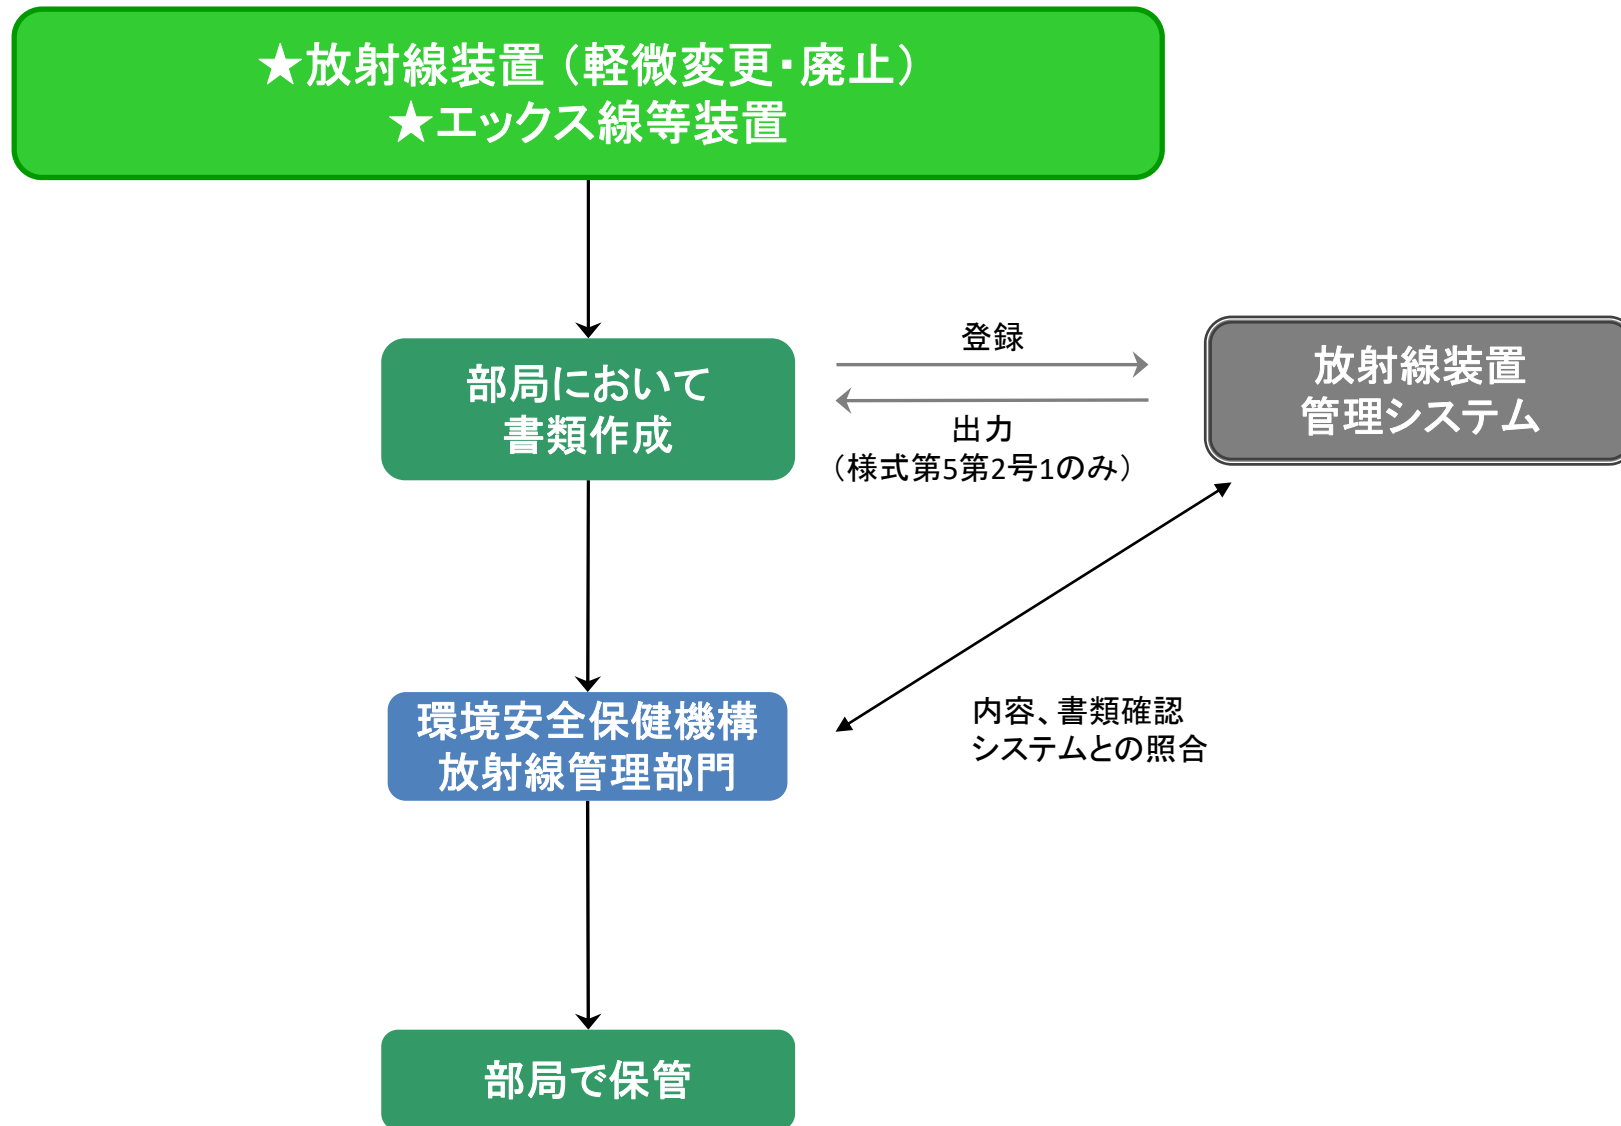 ★放射線装置（軽微変更・廃止）
★エックス線等装置
登録
部局において
書類作成
放射線装置
管理システム
出力
（様式第5第2号1のみ）
環境安全保健機構
放射線管理部門
内容、書類確認
システムとの照合
部局で保管